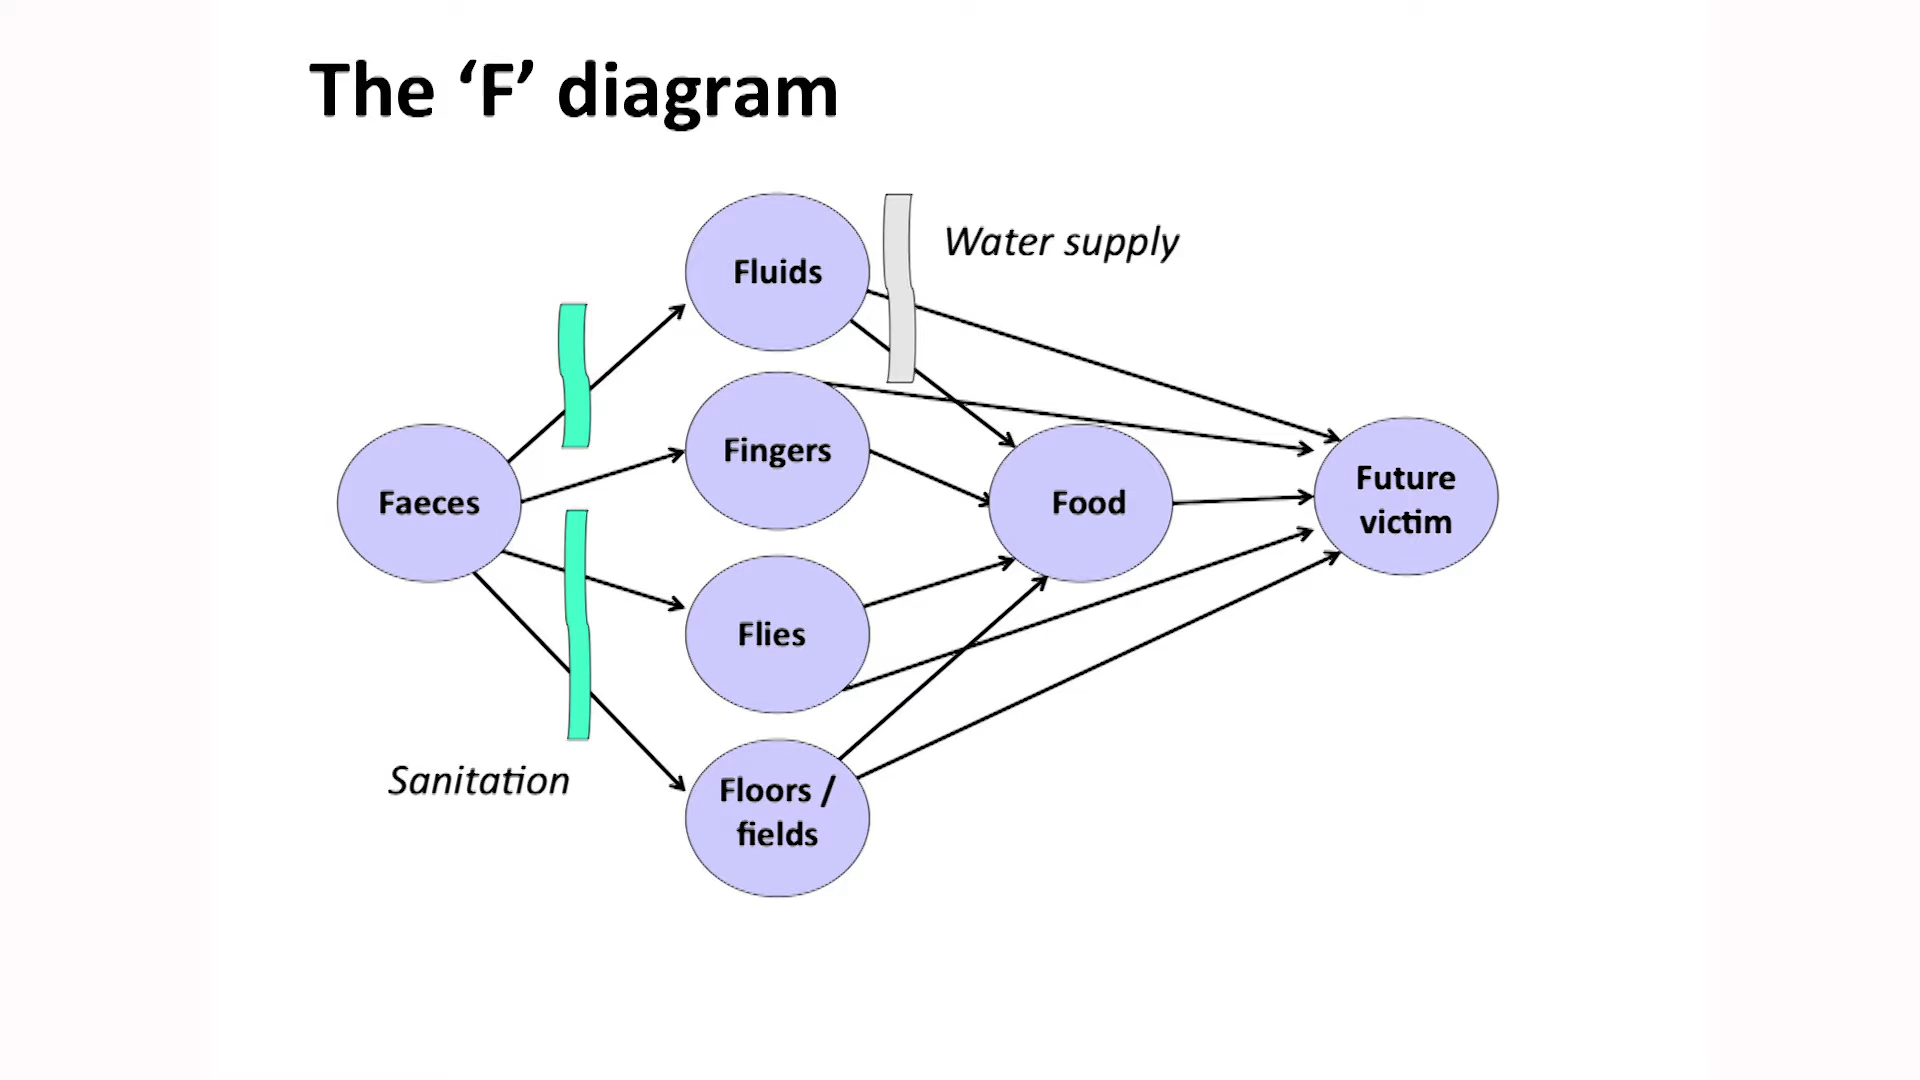 The ‘F’ diagram
Fluids
Water supply
Fingers
Faeces
Food
Future
victim
Flies
Sanitation
Floors /
fields